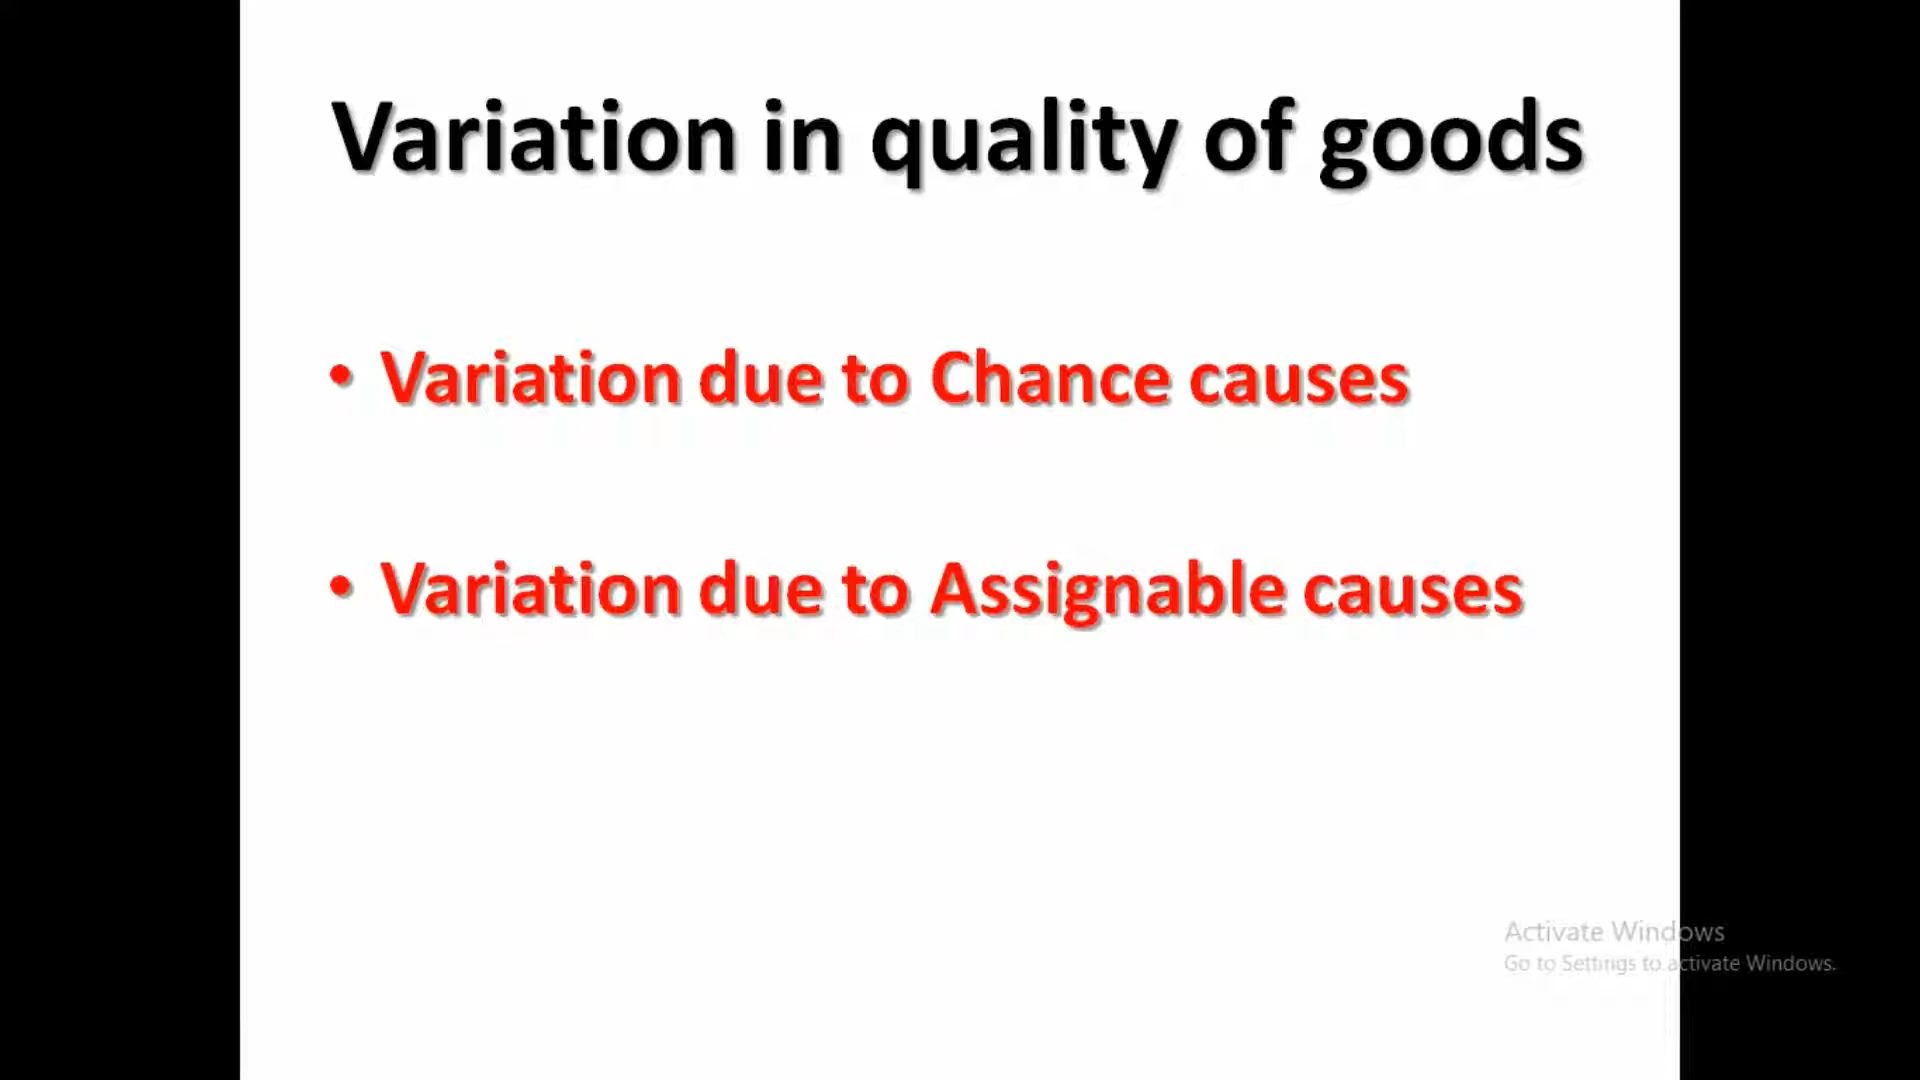 Variation in quality of goods
• Variation due to Chance causes
• Variation due to Assignable causes
Activate Windows
Go to Settings to activate Windows.